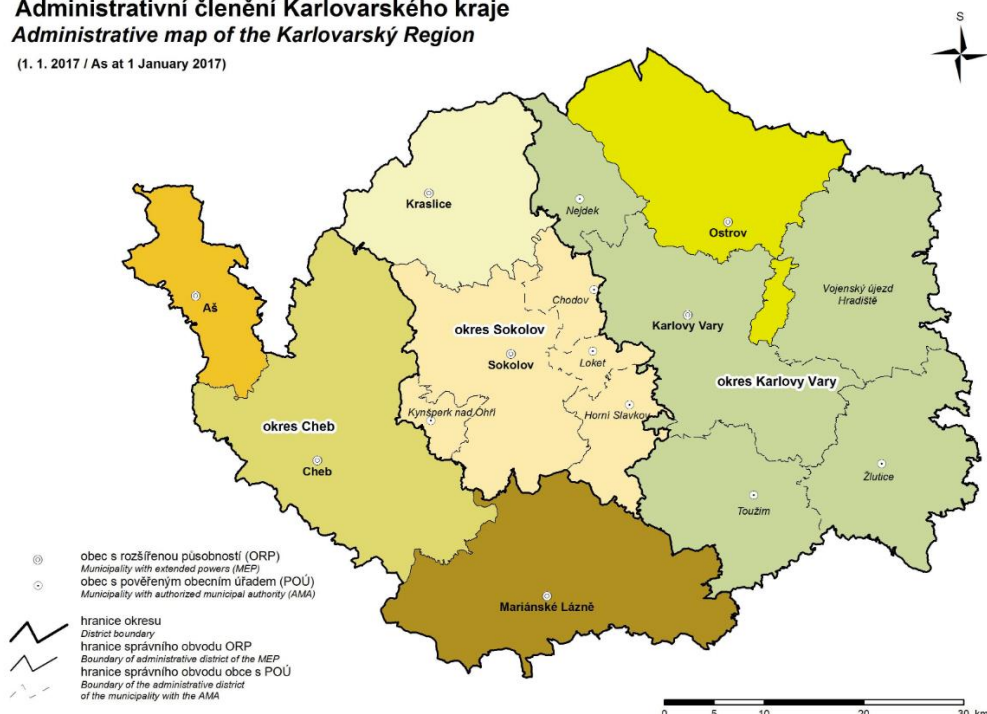 Administrativní členění Karlovarského kraje
Administrative map of the Karlovarský Region
(1. 1. 2017 / As at 1 January 2017)
S
Kraslice
Nejdek
Ostrov
Aš
Chodov
Vojenský újezd
Hradiště
okres Sokolov
Karlovy Vary
Sokolov
Loket
okres Karlovy Vary
Kynšperk nad Ohří
Horní Slavkov
okres Cheb
Cheb
Žlutice
Toužim
Mariánské Lázně
obec s rozšířenou působností (ORP)
Municipality with extended powers (MEP)
obec s pověřeným obecním úřadem (POÚ)
Municipality with authorized municipal authority (AMA)
hranice okresu
District boundary
hranice správního obvodu ORP
Boundary of administrative district of the MEP
hranice správního obvodu obce s POÚ
Boundary of the administrative district
of the municipality with the AMA
0 5 10 20 30 km